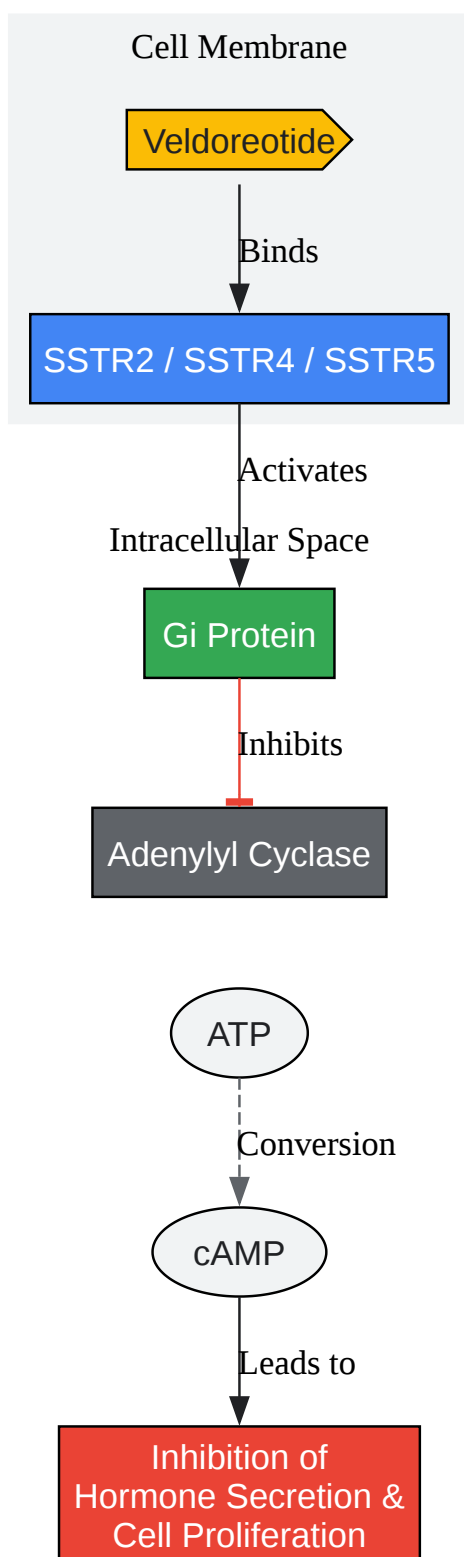 Cell Membrane
Veldoreotide
Binds
SSTR2 / SSTR4 / SSTR5
Activates
Intracellular Space
Gi Protein
Inhibits
Adenylyl Cyclase
ATP
Conversion
cAMP
Leads to
Inhibition of
Hormone Secretion &
Cell Proliferation